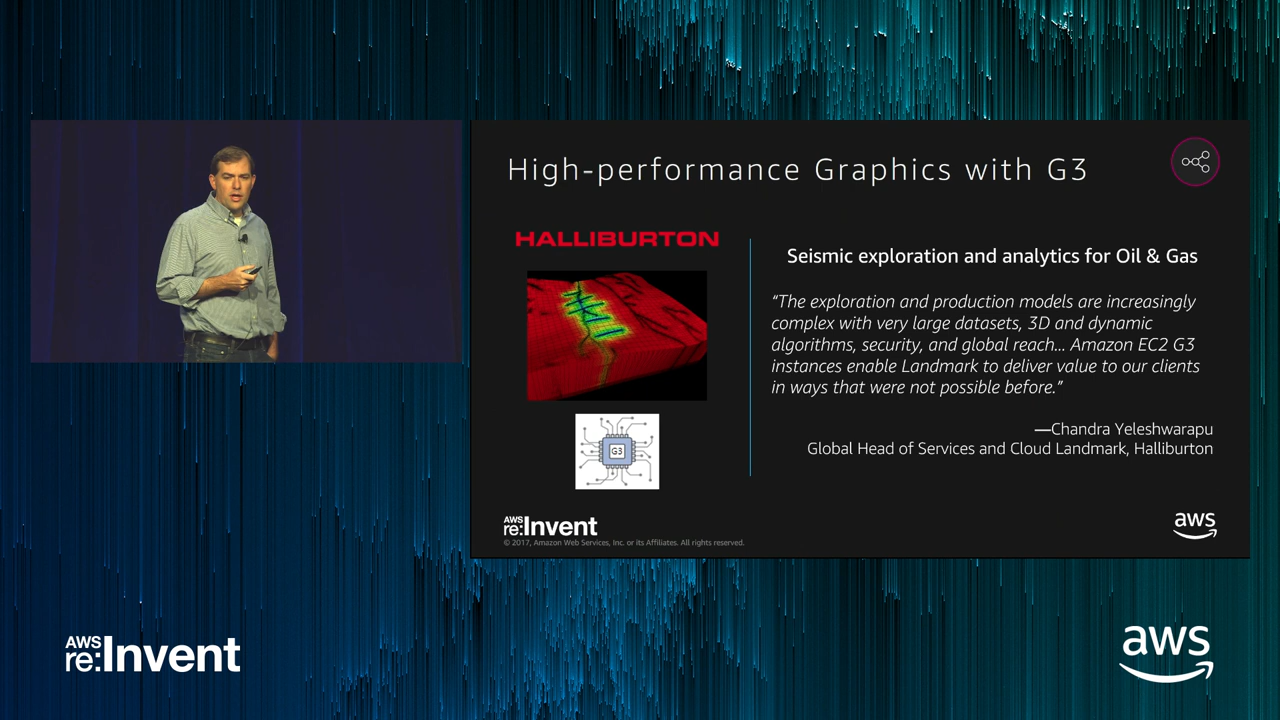 High-performance Graphics with G3
HALLIBURTON
G3
Seismic exploration and analytics for Oil & Gas
“The exploration and production models are increasingly
complex with very large datasets, 3D and dynamic
algorithms, security, and global reach... Amazon EC2 G3
instances enable Landmark to deliver value to our clients
in ways that were not possible before.”
—Chandra Yeleshwarapu
Global Head of Services and Cloud Landmark, Halliburton
AWS
re:Invent
© 2017, Amazon Web Services, Inc. or its Affiliates. All rights reserved.
aws
AWS
re:Invent
aws